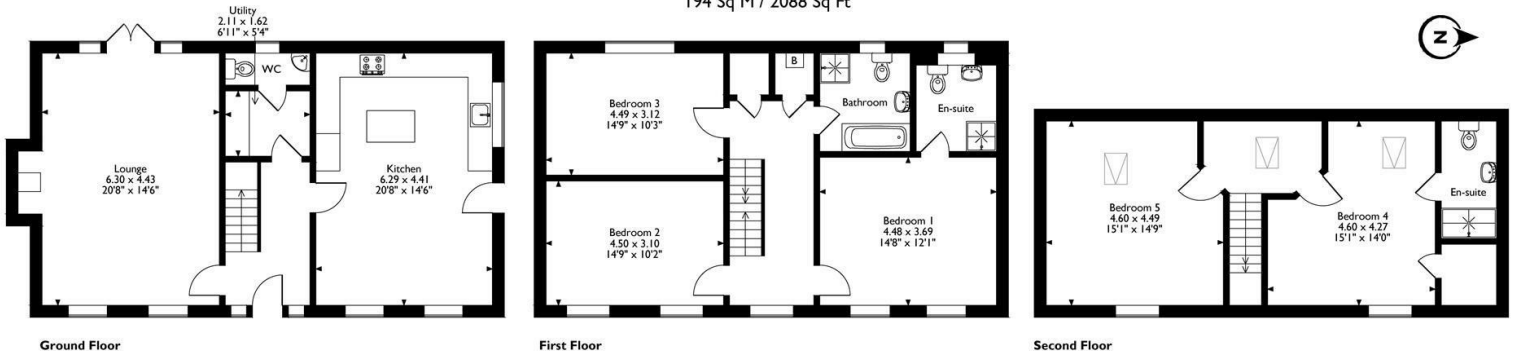 194 Sq M / 2088 Sq Ft
Utility
2.11 x 1.62
6'11" x 5'4"
WC
Lounge
6.30 x 4.43
20'8" x 14'6"
Kitchen
6.29 x 4.41
20'8" x 14'6"
Ground Floor
Bedroom 3
4.49 x 3.12
14'9" x 10'3"
B
Bathroom
En-suite
Bedroom 2
4.50 x 3.10
14'9" x 10'2"
Bedroom 1
4.48 x 3.69
14'8" x 12'1"
First Floor
N
Bedroom 5
4.60 x 4.49
15'1" x 14'9"
Bedroom 4
4.60 x 4.27
15'1" x 14'0"
En-suite
Second Floor